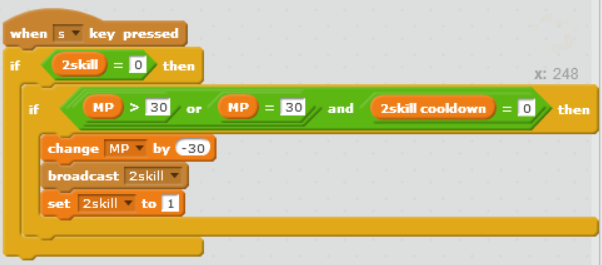 when s key pressed
if 2skill = 0 then
x: 248
if MP > 30 or MP = 30 and 2skill cooldown = 0 then
change MP by -30
broadcast 2skill
set 2skill to 1